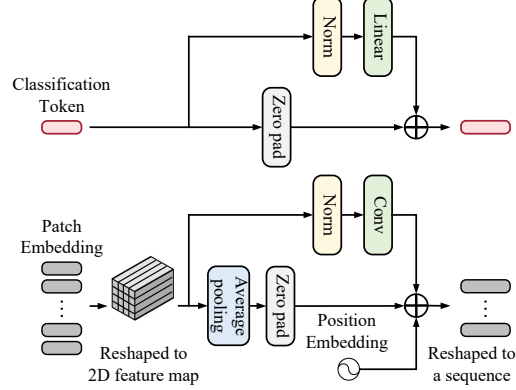 Norm
Linear
Classification
Token
Zero pad
Norm
Conv
Patch
Embedding
Average
pooling
Zero pad
Position
Embedding
Reshaped to
2D feature map
Reshaped to
a sequence